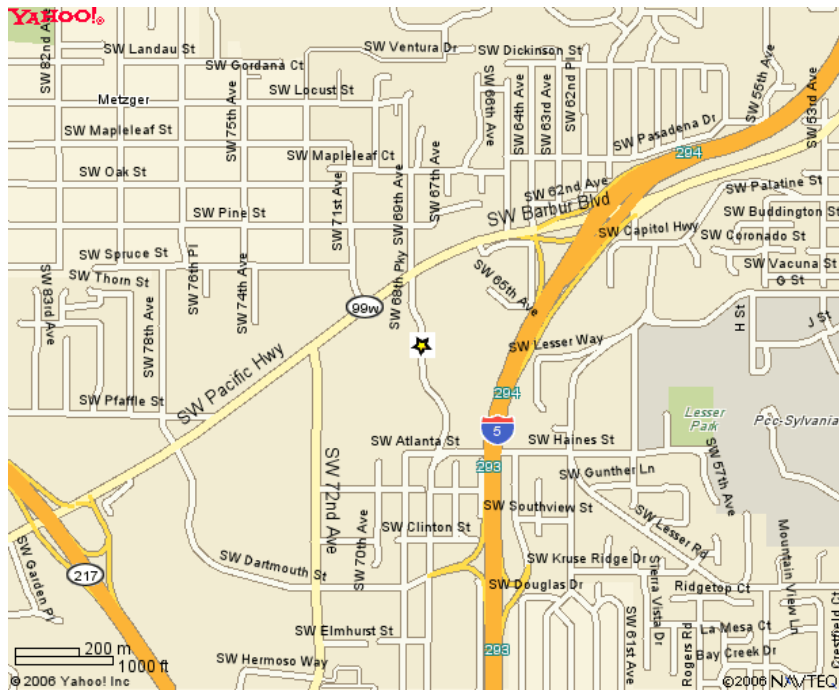 YAHOO!®
SW 82nd Ave
SW Landau St
SW Ventura Dr
SW Dickinson St
SW Gordana Ct
SW Locust St
Metzger
SW 75th Ave
SW 66th Ave
SW 64th Ave
SW 63rd Ave
SW 62nd Pl
SW 55th Ave
SW 53rd Ave
SW Mapleleaf St
SW Pasadena Dr
SW Mapleleaf Ct
294
SW Oak St
SW 71st Ave
SW 69th Ave
SW 67th Ave
SW 62nd Ave
SW Palatine St
SW Barbur Blvd
SW Pine St
SW Buddington St
SW Capitol Hwy
SW Coronado St
SW Spruce St
SW 76th Pl
SW 74th Ave
SW 68th Pky
SW Vacuna St
SW Thorn St
SW 83rd Ave
SW 78th Ave
SW 65th Ave
G St
99w
H St
J St
SW Lesser Way
SW Pacific Hwy
294
SW Pfaffle St
Lesser
Park
Pcc-Sylvania
5
SW Atlanta St
SW Haines St
293
SW 72nd Ave
SW Gunther Ln
SW 57th Ave
SW Southview St
SW Clinton St
SW 70th Ave
SW Lesser Rd
Mountain View Ln
SW Garden Pl
217
SW Dartmouth St
SW Kruse Ridge Dr
SW Douglas Dr
Sierra Vista Dr
Ridgetop Ct
SW Elmhurst St
SW 61st Ave
Rogers Rd
La Mesa Ct
Crestfield Ct
293
Bay Creek Dr
200 m
1000 ft
SW Hermoso Way
©2006 Yahoo! Inc
©2006 NAVTEQ